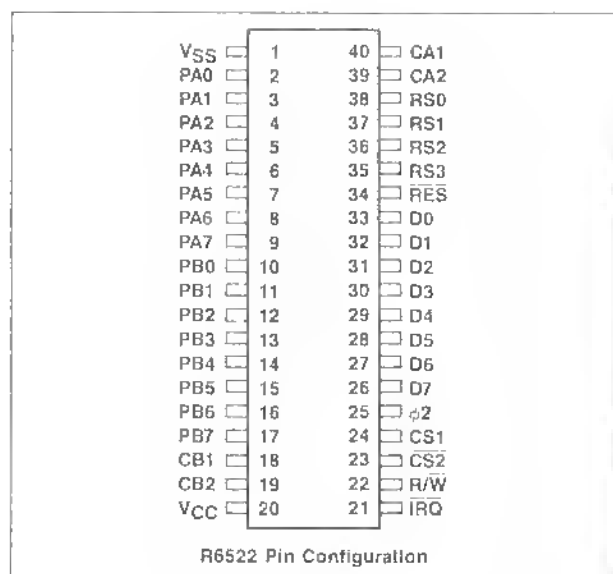 VSS 1 40 CA1
PA0 2 39 CA2
PA1 3 38 RS0
PA2 4 37 RS1
PA3 5 36 RS2
PA4 6 35 RS3
PA5 7 34 R̅E̅S̅
PA6 8 33 D0
PA7 9 32 D1
PB0 10 31 D2
PB1 11 30 D3
PB2 12 29 D4
PB3 13 28 D5
PB4 14 27 D6
PB5 15 26 D7
PB6 16 25 ϕ2
PB7 17 24 CS1
CB1 18 23 C̅S̅2̅
CB2 19 22 R/W̅
VCC 20 21 I̅R̅Q̅
R6522 Pin Configuration